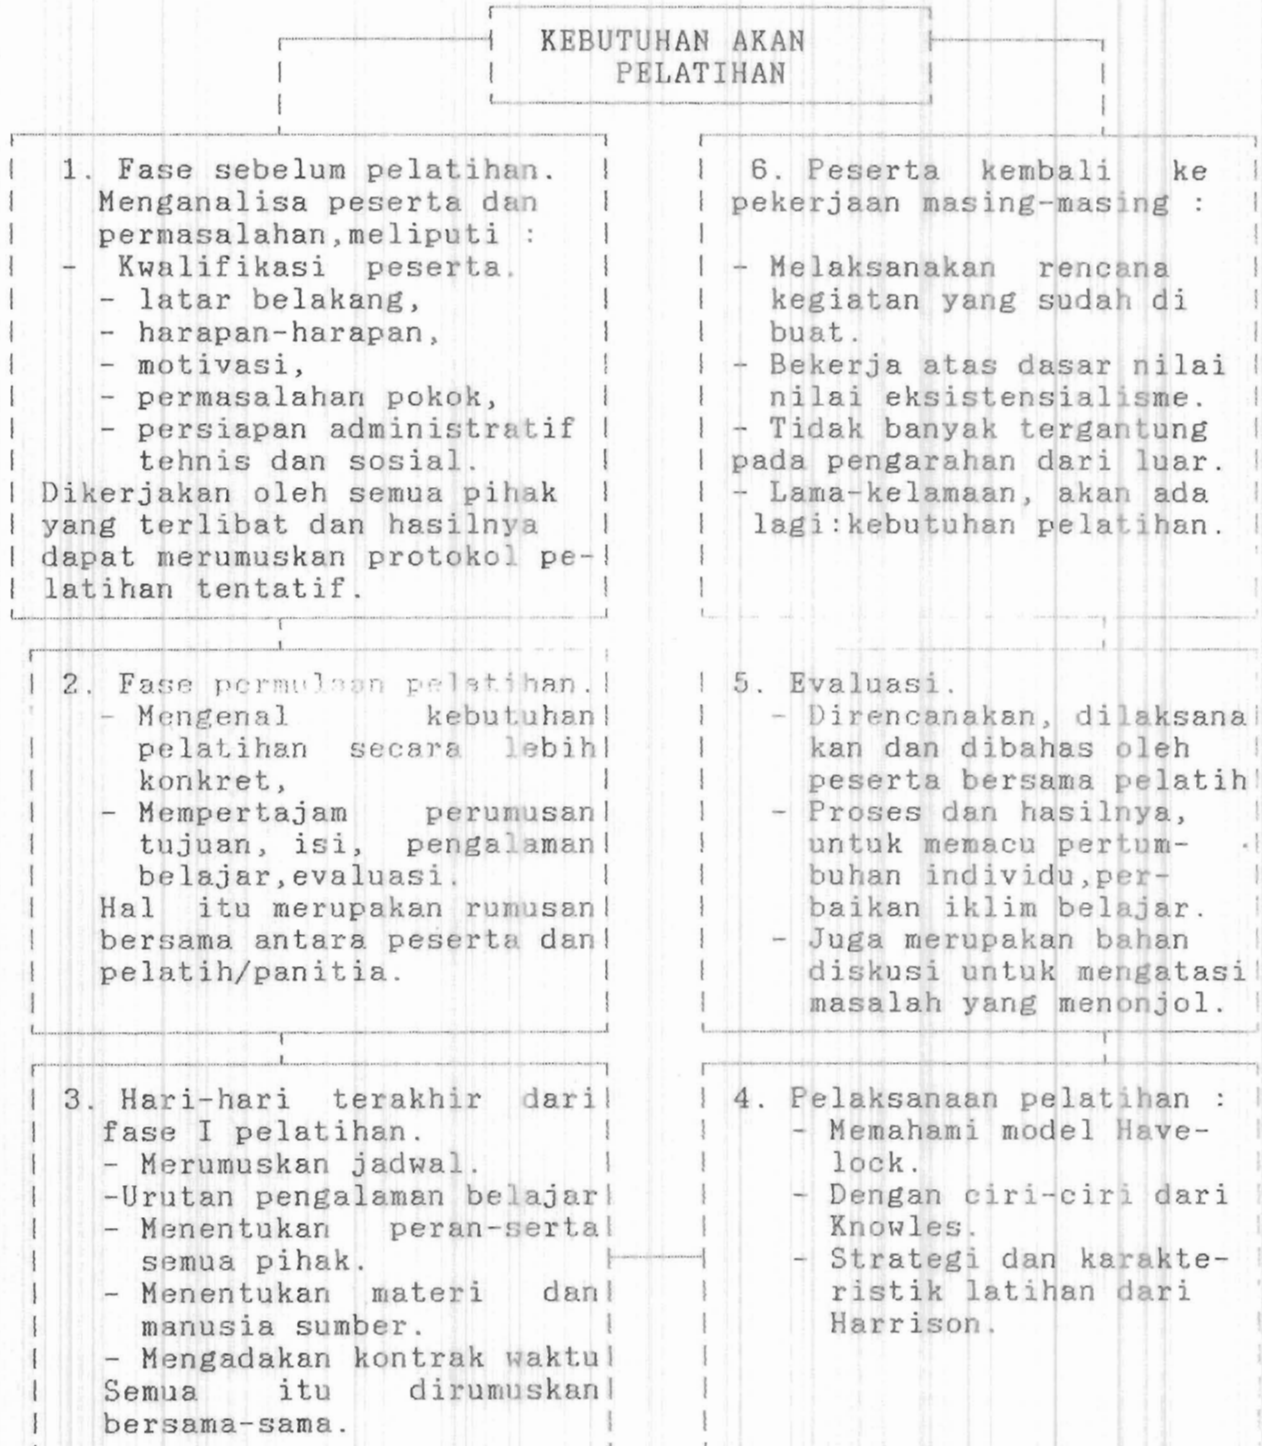 KEBUTUHAN AKAN
PELATIHAN
1. Fase sebelum pelatihan.
Menganalisa peserta dan
permasalahan,meliputi :
- Kwalifikasi peserta.
- latar belakang,
- harapan-harapan,
- motivasi,
- permasalahan pokok,
- persiapan administratif
tehnis dan sosial.
Dikerjakan oleh semua pihak
yang terlibat dan hasilnya
dapat merumuskan protokol pe-
latihan tentatif.
2. Fase permulaan pelatihan.
- Mengenal kebutuhan
pelatihan secara lebih
konkret,
- Mempertajam perumusan
tujuan, isi, pengalaman
belajar,evaluasi.
Hal itu merupakan rumusan
bersama antara peserta dan
pelatih/panitia.
3. Hari-hari terakhir dari
fase I pelatihan.
- Merumuskan jadwal.
-Urutan pengalaman belajar
- Menentukan peran-serta
semua pihak.
- Menentukan materi dan
manusia sumber.
- Mengadakan kontrak waktu
Semua itu dirumuskan
bersama-sama.
4. Pelaksanaan pelatihan :
- Memahami model Have-
lock.
- Dengan ciri-ciri dari
Knowles.
- Strategi dan karakte-
ristik latihan dari
Harrison.
5. Evaluasi.
- Direncanakan, dilaksana
kan dan dibahas oleh
peserta bersama pelatih
- Proses dan hasilnya,
untuk memacu pertum-
buhan individu,per-
baikan iklim belajar.
- Juga merupakan bahan
diskusi untuk mengatasi
masalah yang menonjol.
6. Peserta kembali ke
pekerjaan masing-masing :
- Melaksanakan rencana
kegiatan yang sudah di
buat.
- Bekerja atas dasar nilai
nilai eksistensialisme.
- Tidak banyak tergantung
pada pengarahan dari luar.
- Lama-kelamaan, akan ada
lagi:kebutuhan pelatihan.